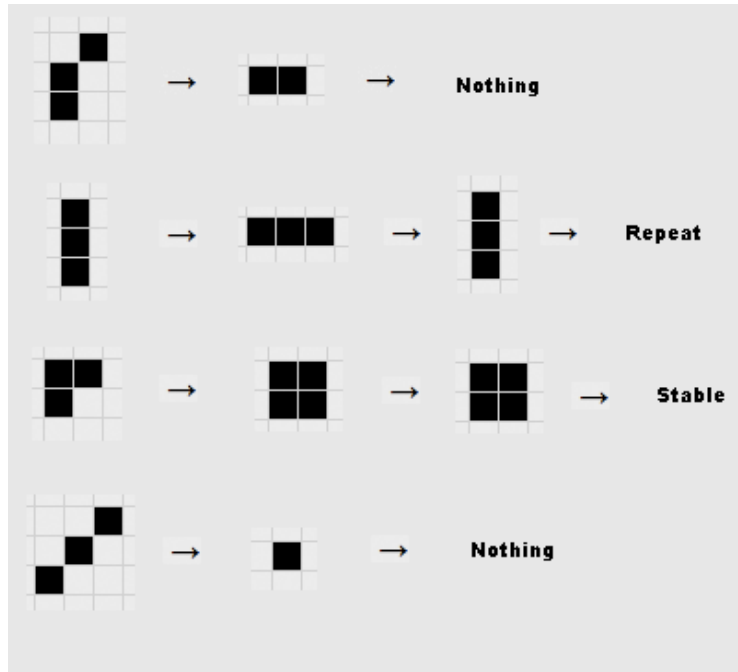 → → Nothing
→ → → Repeat
→ → → Stable
→ → Nothing